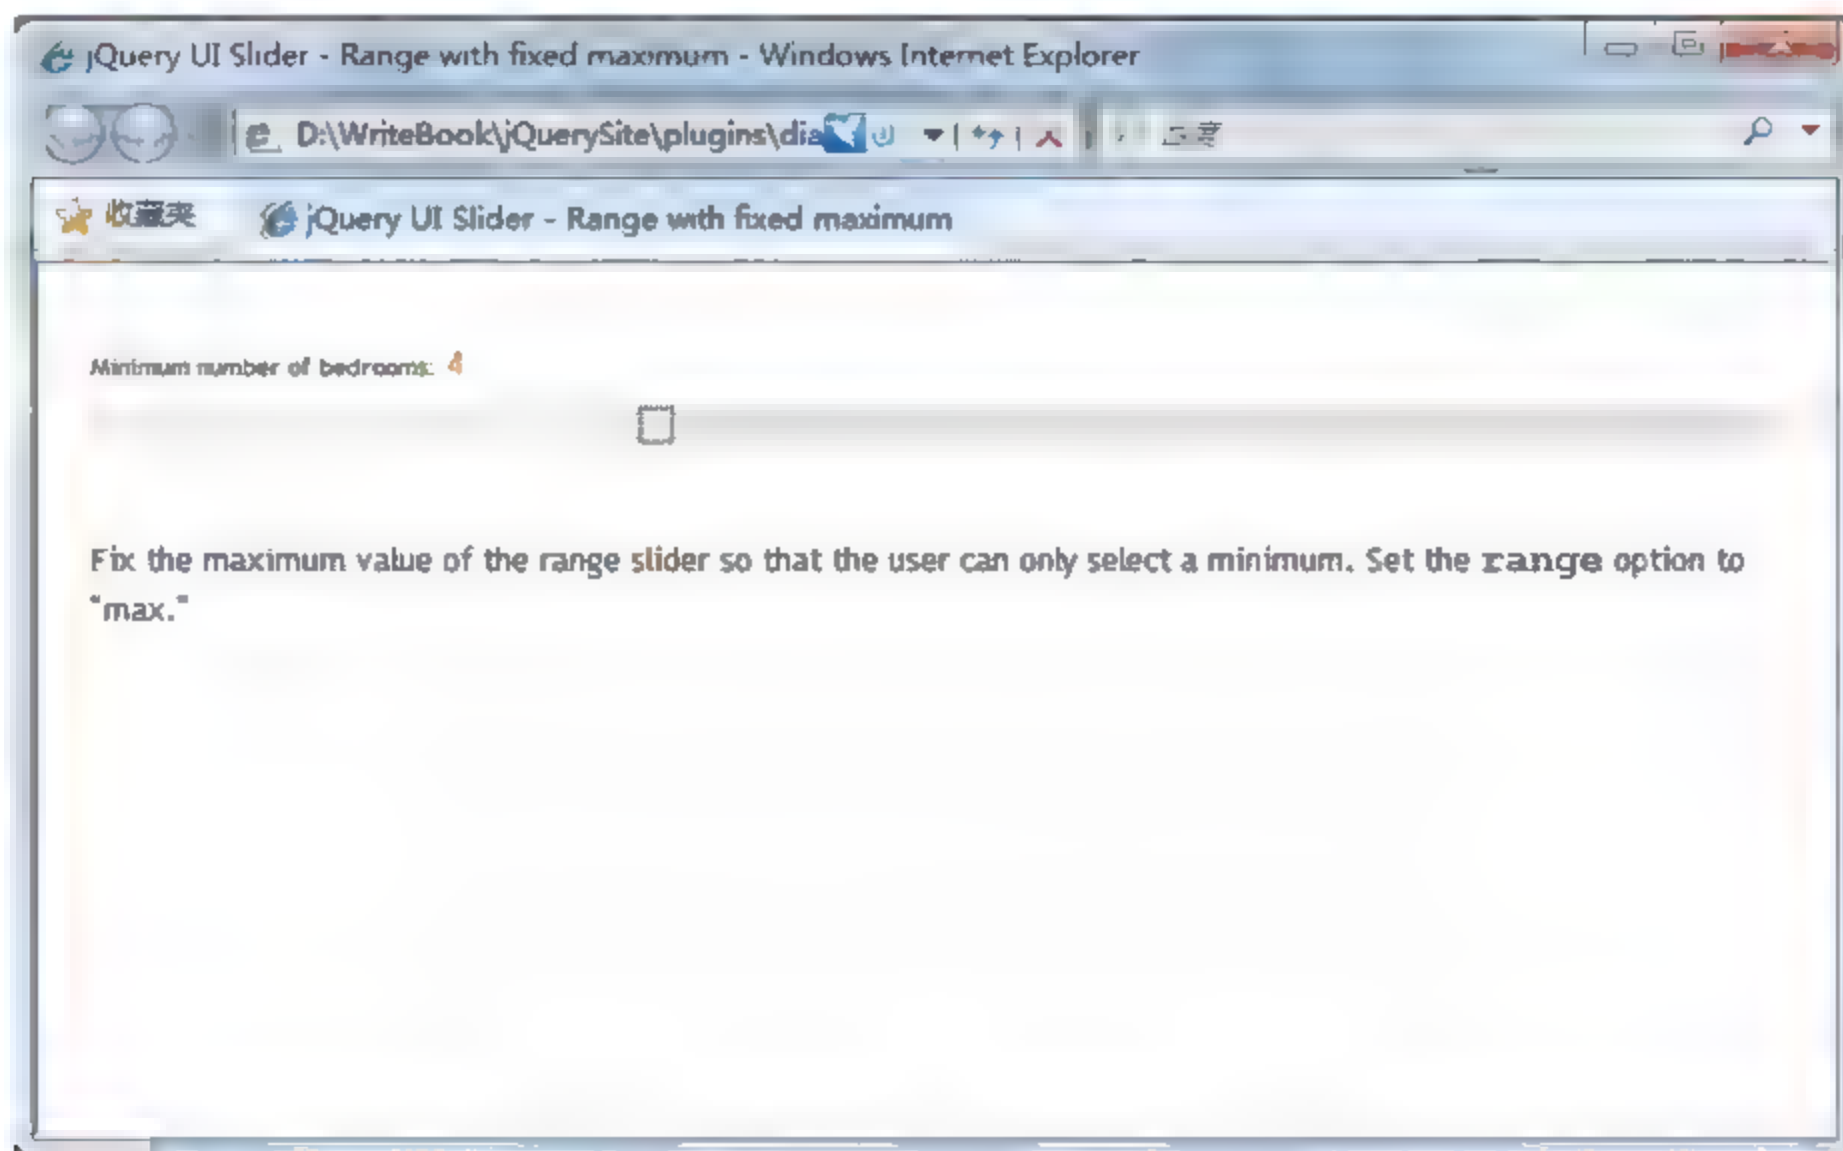 jQuery UI Slider - Range with fixed maximum - Windows Internet Explorer
D:\WriteBook\jQuerySite\plugins\dia
收藏夹 jQuery UI Slider - Range with fixed maximum
Minimum number of bedrooms: 4
Fix the maximum value of the range slider so that the user can only select a minimum. Set the range option to
"max."